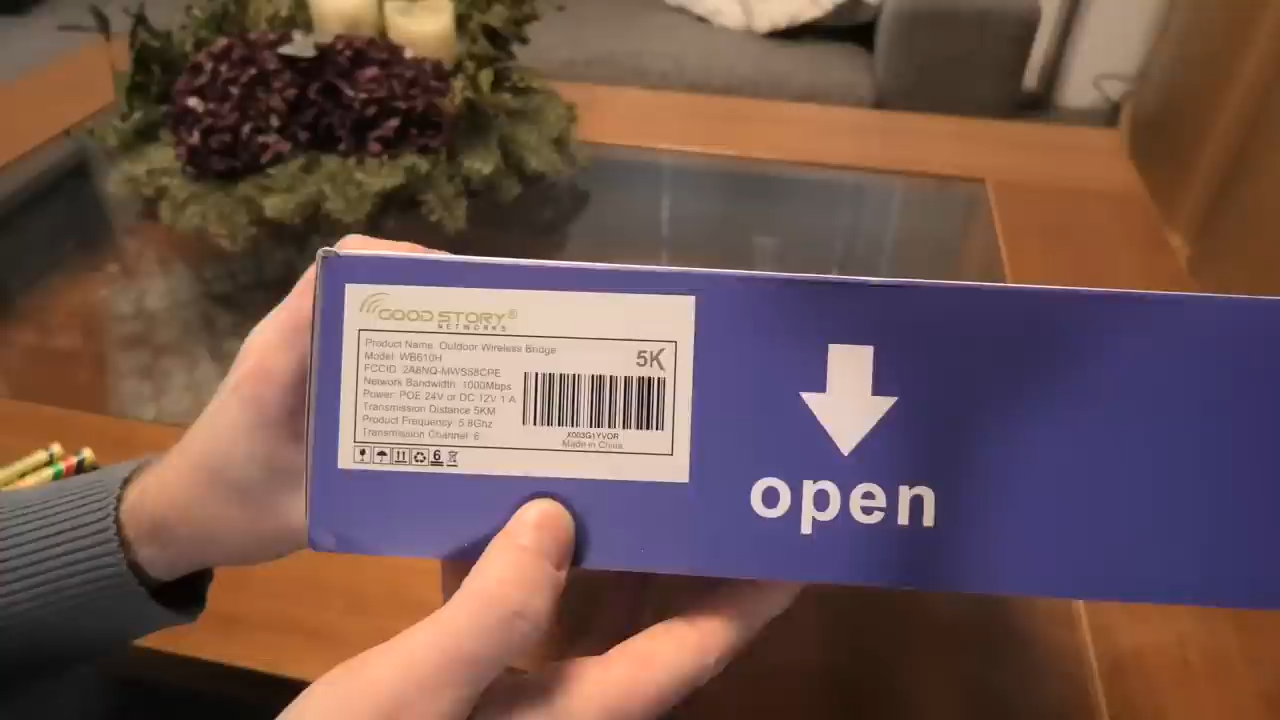 GOOD STORY®
NETWORKS
Product Name: Outdoor Wireless Bridge
Model: WB610H
FCCID: 2A8NQ-MWS58CPE
Network Bandwidth: 1000Mbps
Power: POE 24V or DC 12V 1 A
Transmission Distance 5KM
Product Frequency: 5.8Ghz
Transmission Channel: 6
5K
X003G1YVOR
Made in China
6
open